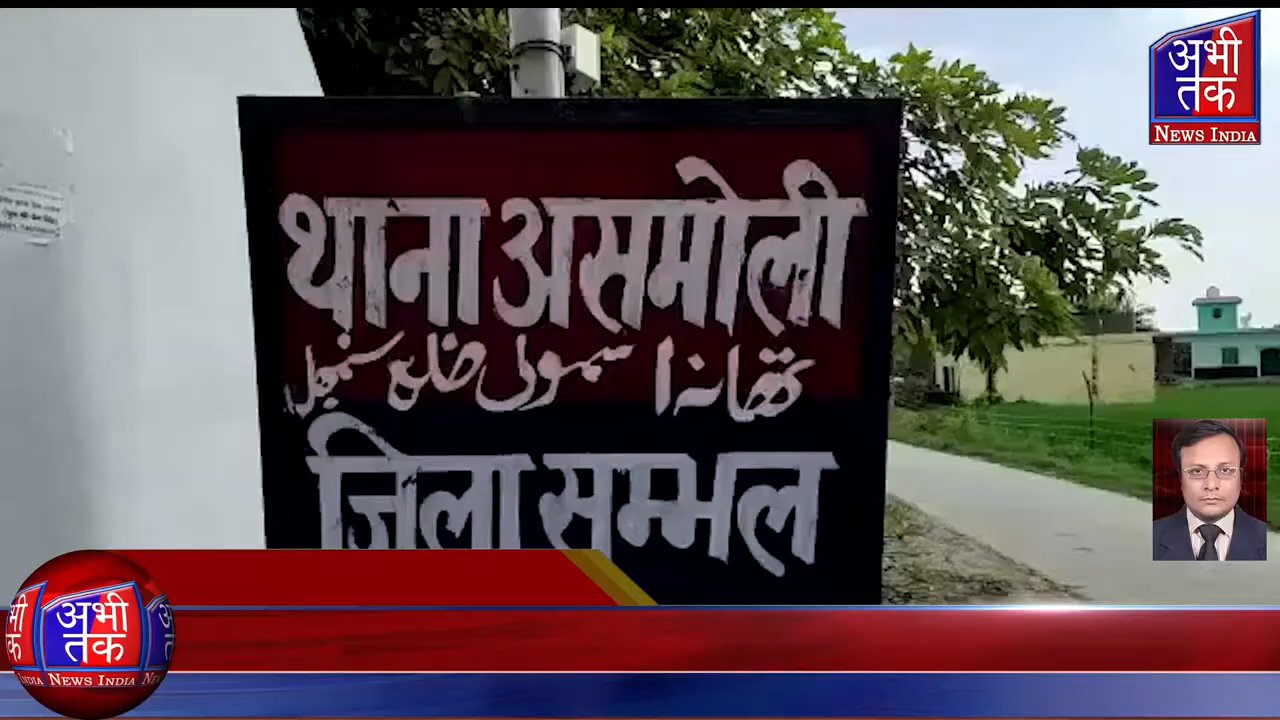 अभी
तक
NEWS INDIA
थाना असमोली
تھانہ اسمولی ضلع سنبھل
जिला सम्भल
अभी
तक
NEWS INDIA